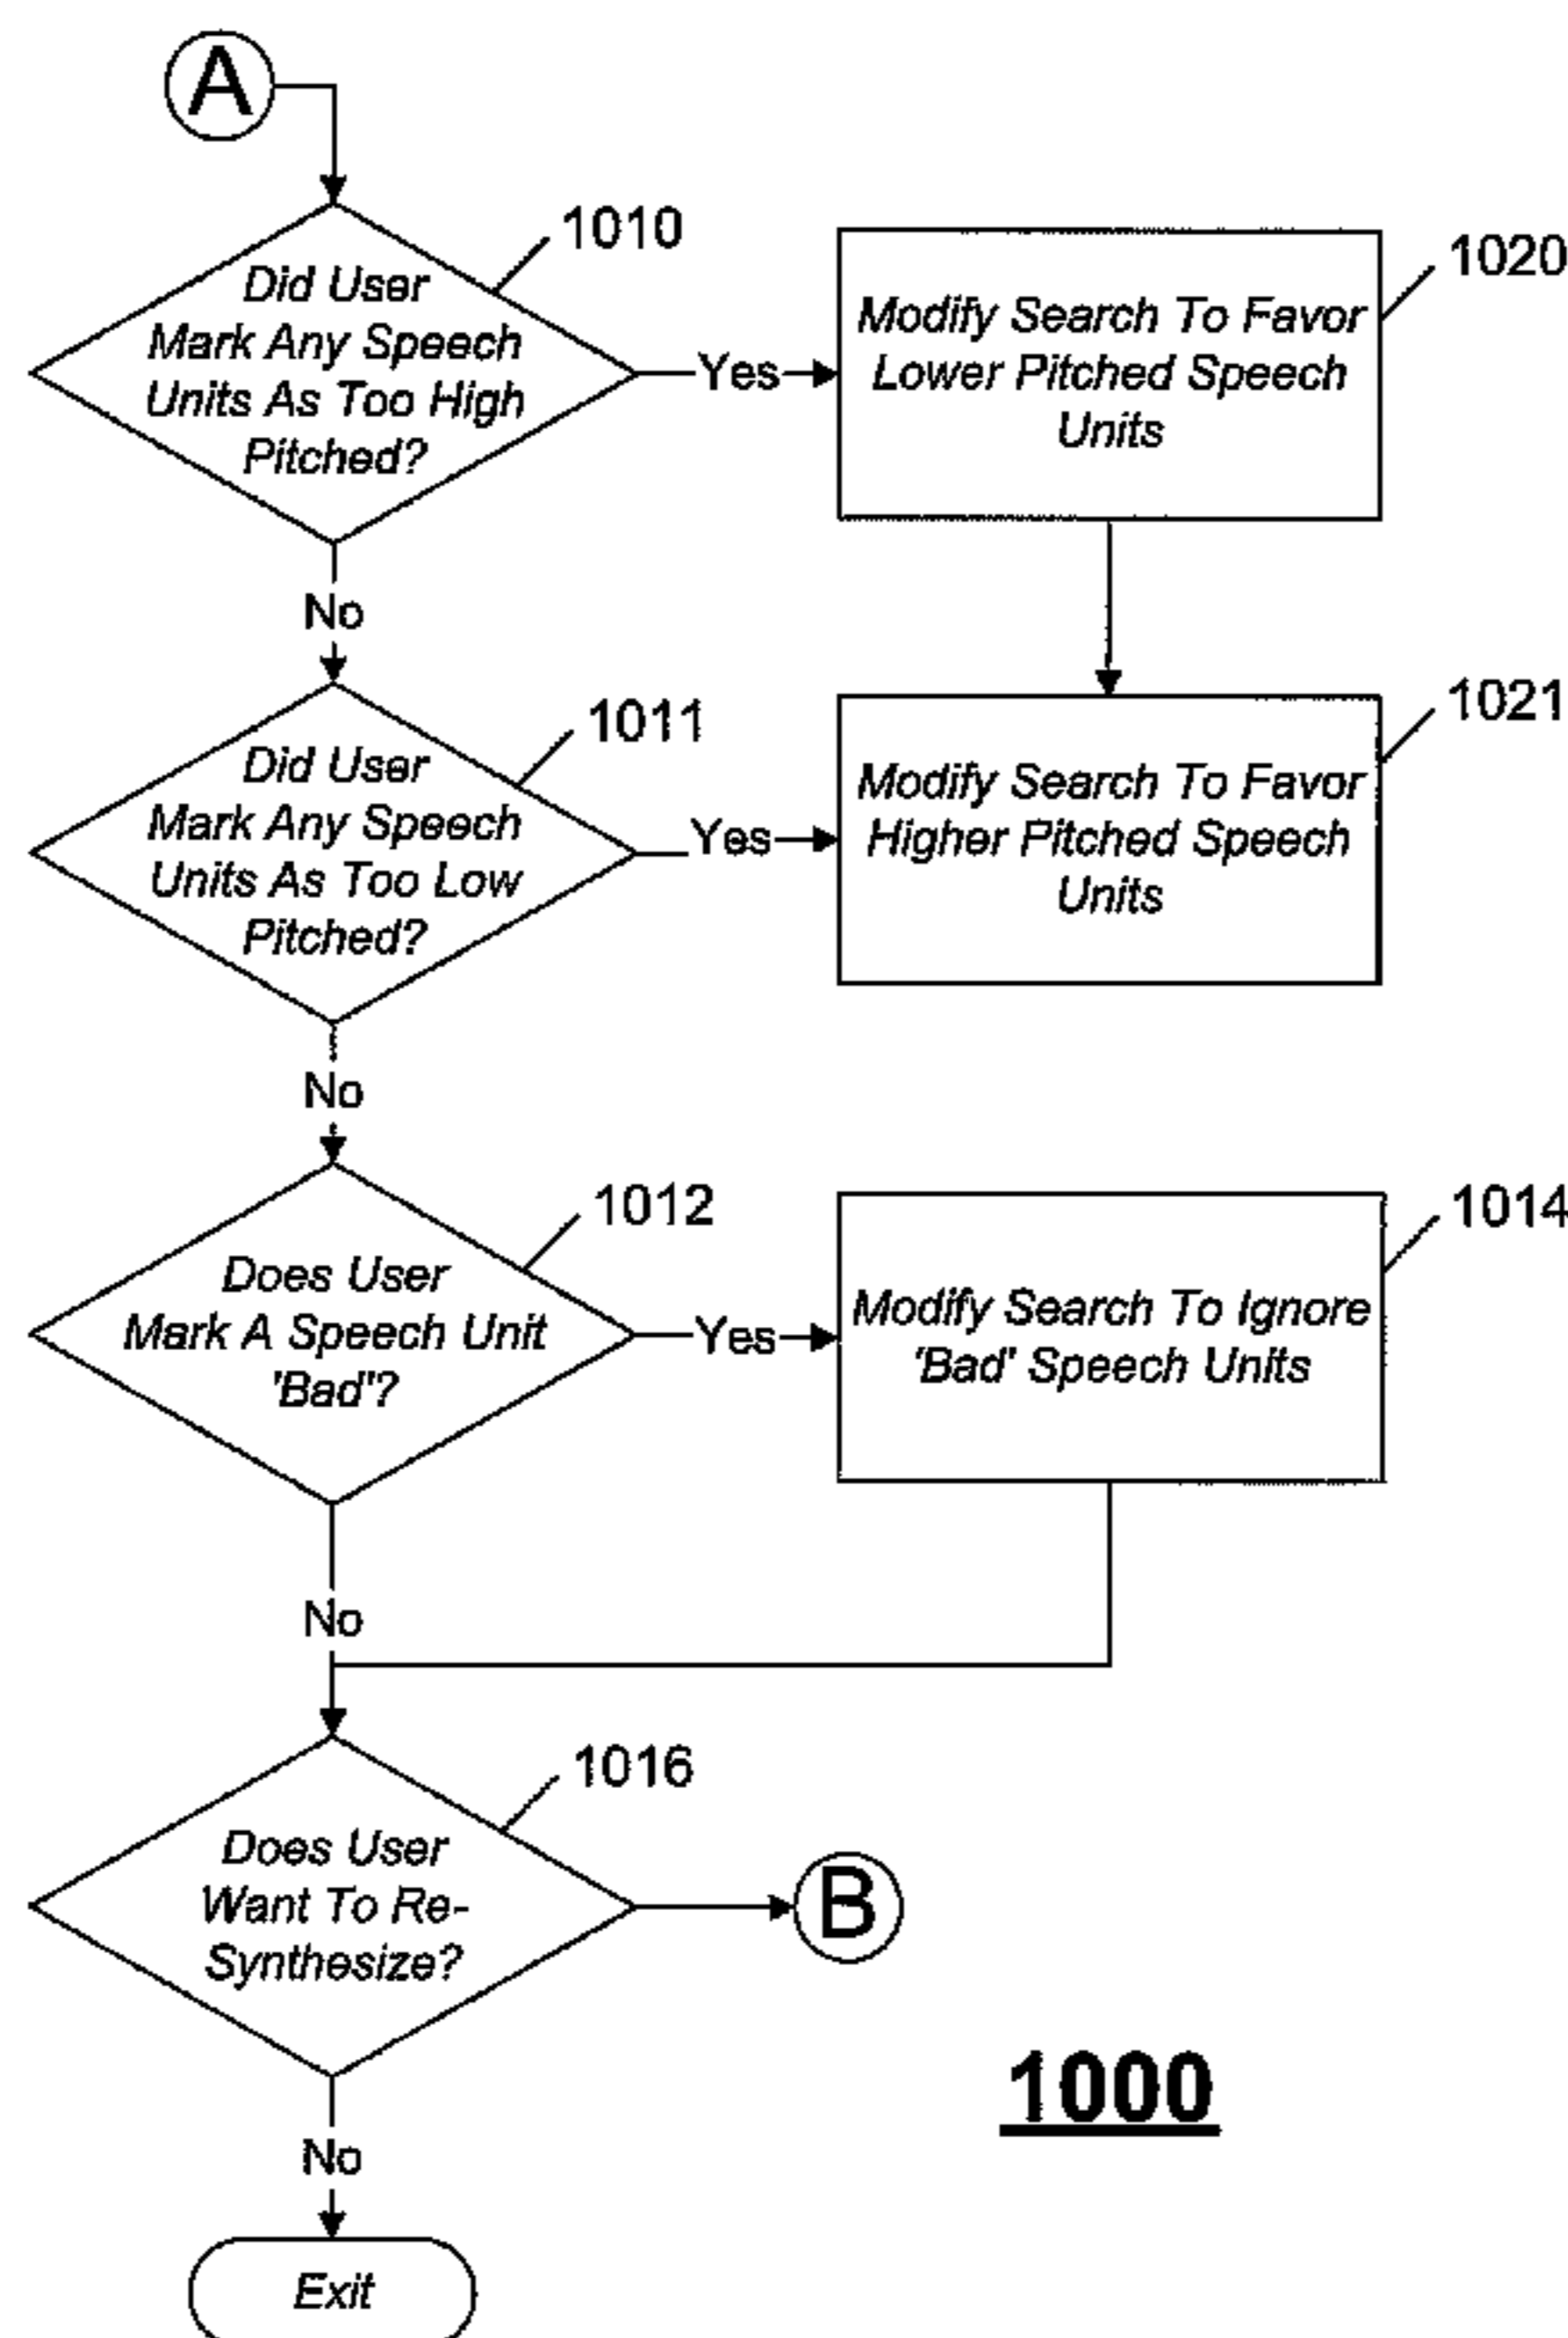 A
1010
Did User
Mark Any Speech
Units As Too High
Pitched?
Yes
1020
Modify Search To Favor
Lower Pitched Speech
Units
No
1011
Did User
Mark Any Speech
Units As Too Low
Pitched?
Yes
1021
Modify Search To Favor
Higher Pitched Speech
Units
No
1012
Does User
Mark A Speech Unit
'Bad'?
Yes
1014
Modify Search To Ignore
'Bad' Speech Units
No
1016
Does User
Want To Re-
Synthesize?
B
No
1000
Exit